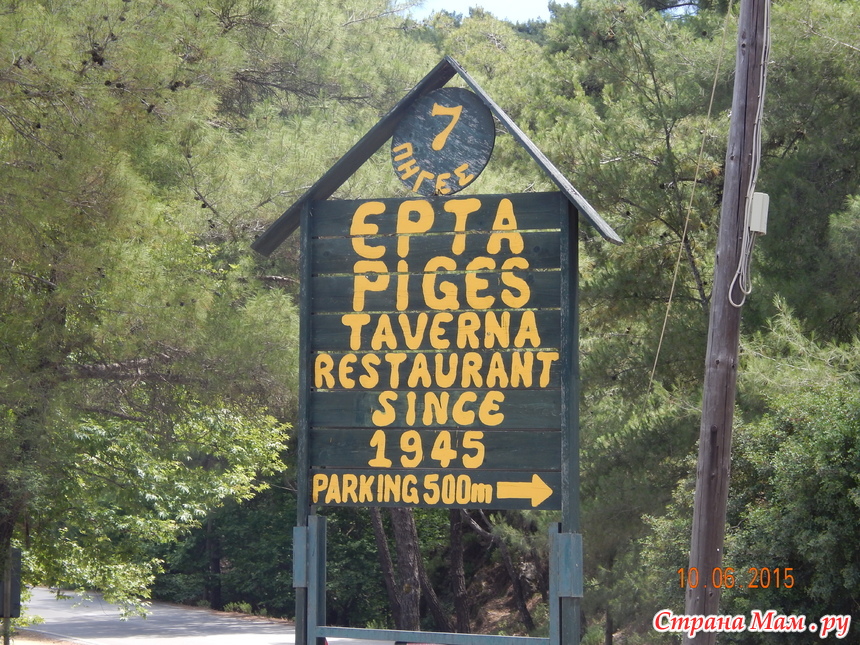 7
ΠΗΓΕΣ
EPTA
PIGES
TAVERNA
RESTAURANT
SINCE
1945
PARKING 500m
10.06.2015
Страна Мам.ру